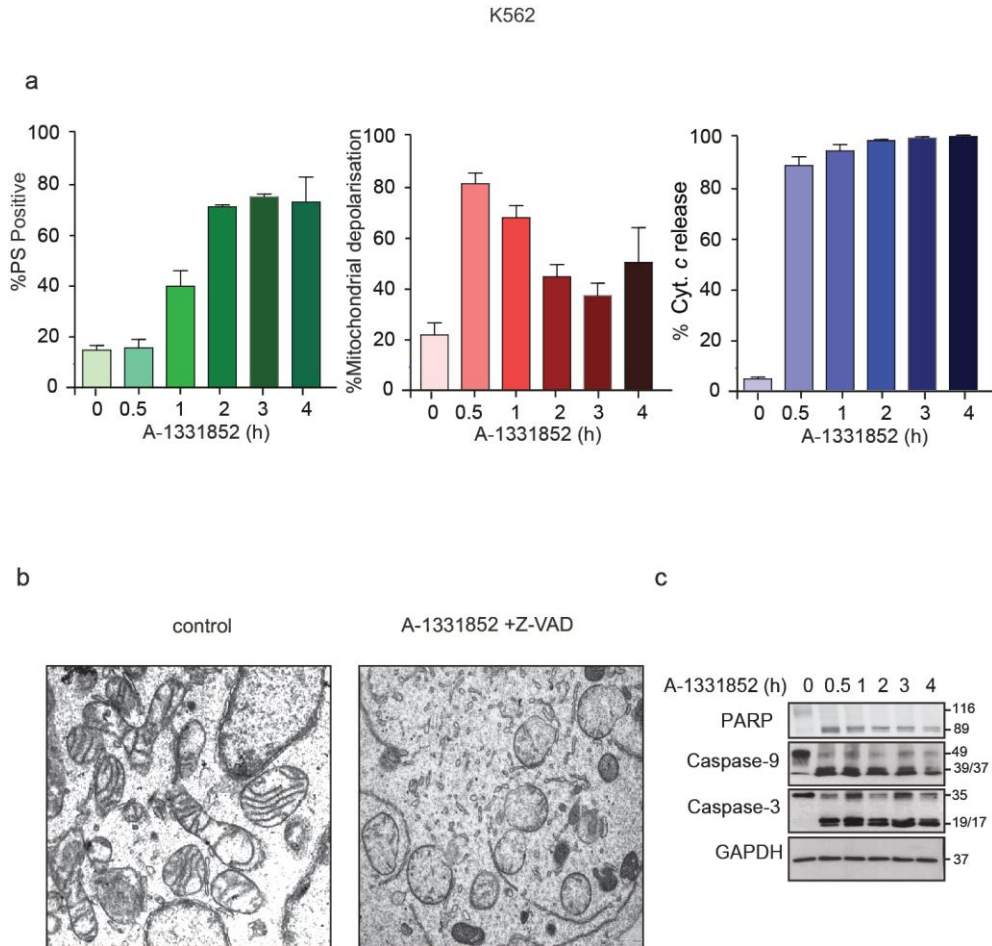 K562
a
%PS Positive
100
80
60
40
20
0
0 0.5 1 2 3 4
A-1331852 (h)
%Mitochondrial depolarisation
100
80
60
40
20
0
0 0.5 1 2 3 4
A-1331852 (h)
% Cyt. c release
100
80
60
40
20
0
0 0.5 1 2 3 4
A-1331852 (h)
b
control
A-1331852 +Z-VAD
c
A-1331852 (h) 0 0.5 1 2 3 4
PARP
116
89
Caspase-9
49
39/37
Caspase-3
35
19/17
GAPDH
37